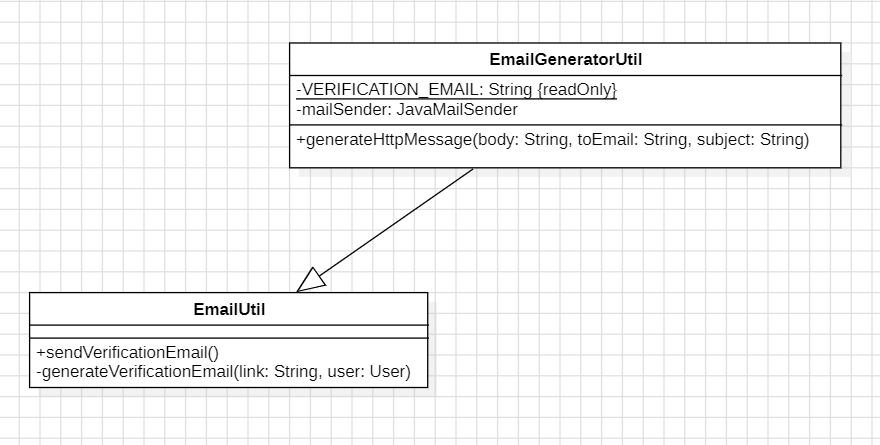 EmailGeneratorUtil
-VERIFICATION_EMAIL: String {readOnly}
-mailSender: JavaMailSender
+generateHttpMessage(body: String, toEmail: String, subject: String)
EmailUtil
+sendVerificationEmail()
-generateVerificationEmail(link: String, user: User)